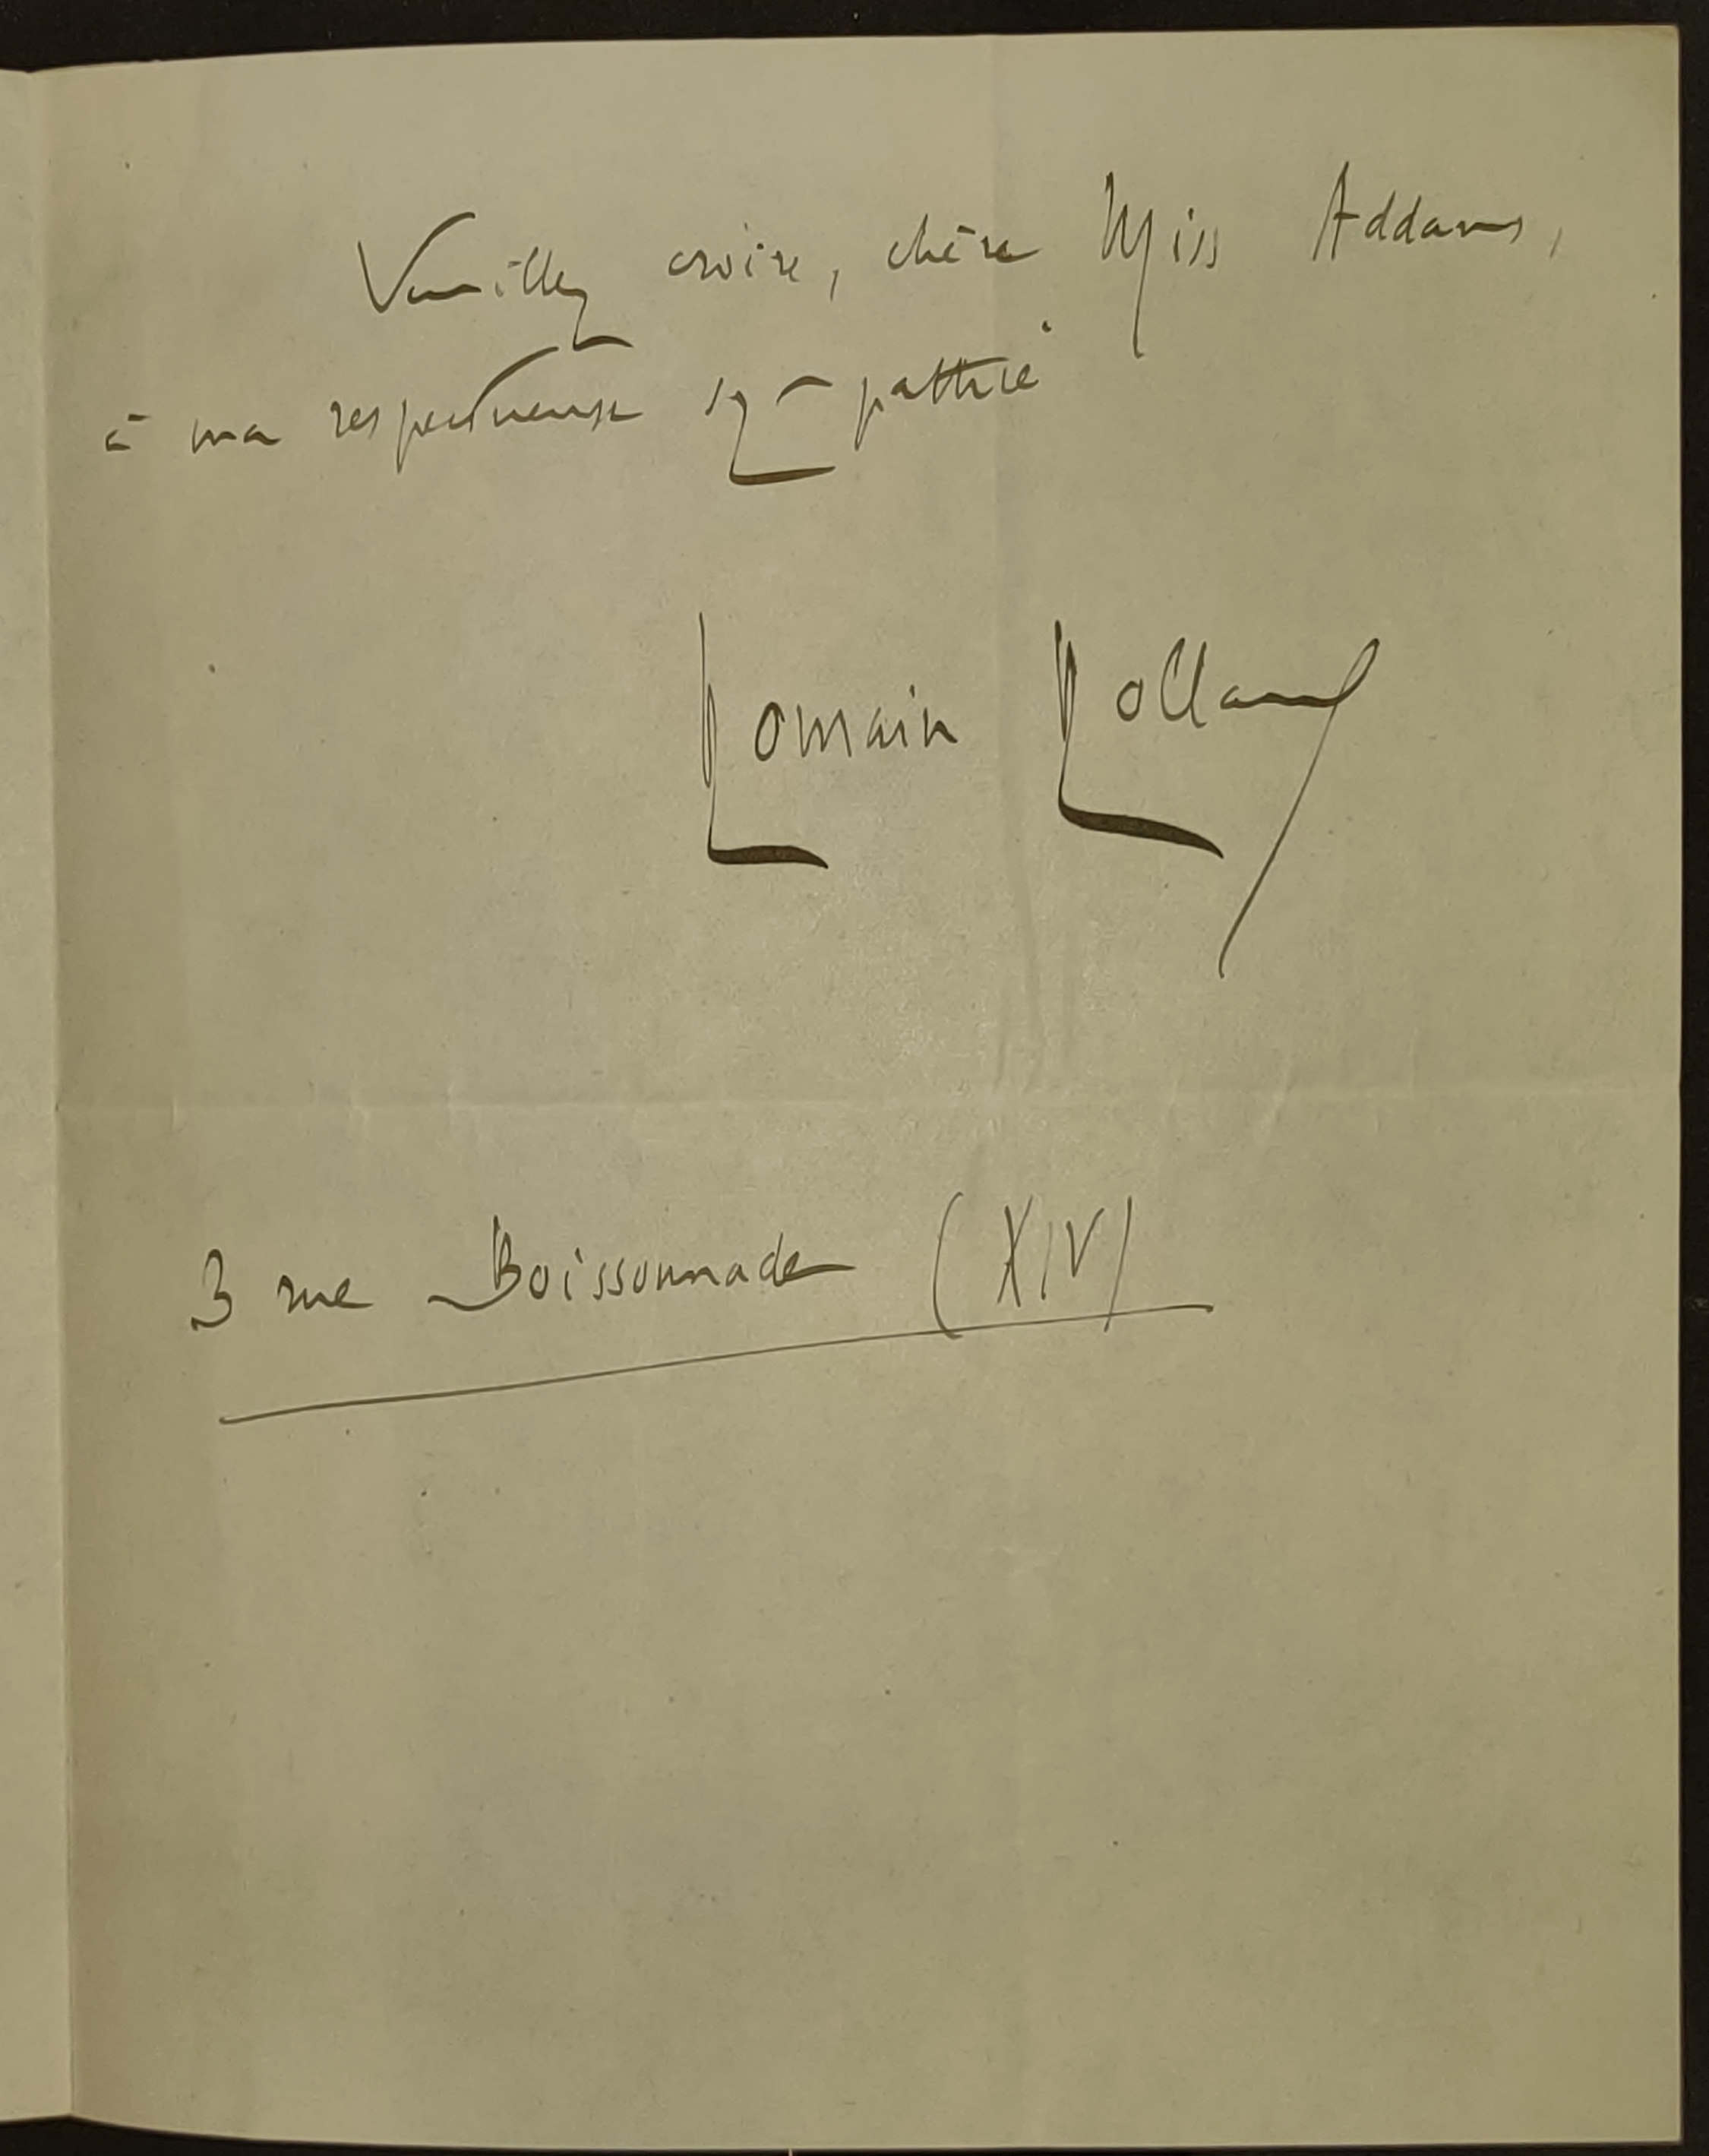 Veuillez croire, chère Miss Addams,
à ma respectueuse sympathie
Romain Rolland
3 rue Boissonnade (XIV)